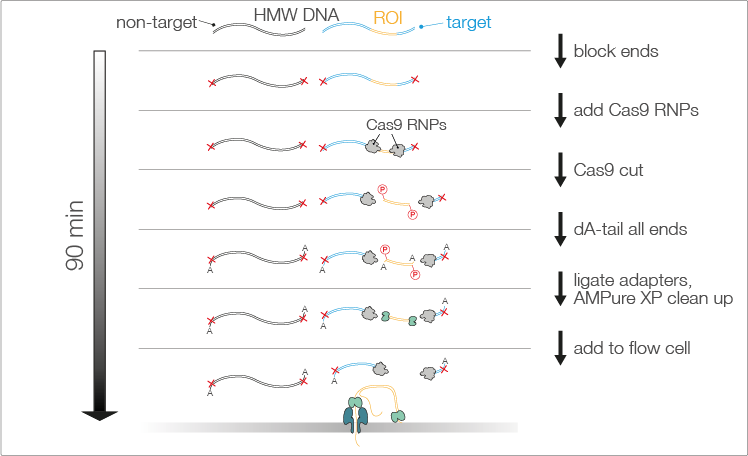 non-target
HMW DNA
ROI
target
block ends
add Cas9 RNPs
Cas9 RNPs
Cas9 cut
P
P
dA-tail all ends
A
A
P
A
A
P
A
A
ligate adapters,
AMPure XP clean up
A
A
A
A
add to flow cell
A
A
A
A
90 min